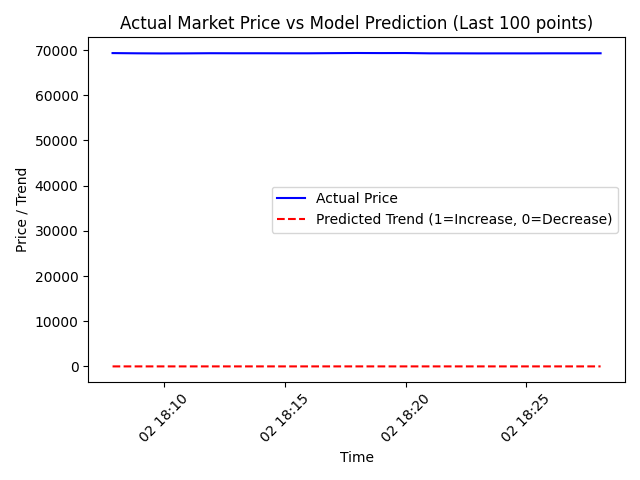 Actual Market Price vs Model Prediction (Last 100 points)
Price / Trend
70000
60000
50000
40000
30000
20000
10000
0
Actual Price
Predicted Trend (1=Increase, 0=Decrease)
02 18:10
02 18:15
02 18:20
02 18:25
Time